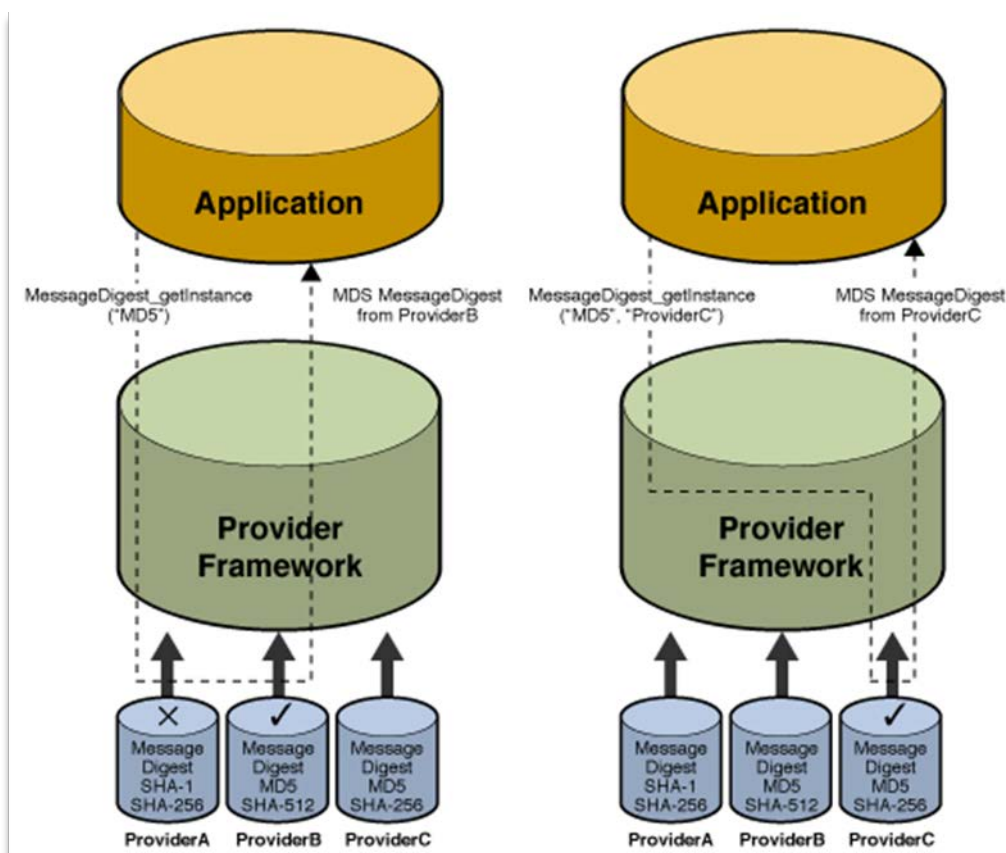 Application
MessageDigest_getInstance
("MD5")
MDS MessageDigest
from ProviderB
Provider
Framework
Message
Digest
SHA-1
SHA-256
ProviderA
Message
Digest
MD5
SHA-512
ProviderB
Message
Digest
MD5
SHA-256
ProviderC
Application
MessageDigest_getInstance
("MD5", "ProviderC")
MDS MessageDigest
from ProviderC
Provider
Framework
Message
Digest
SHA-1
SHA-256
ProviderA
Message
Digest
MD5
SHA-512
ProviderB
Message
Digest
MD5
SHA-256
ProviderC